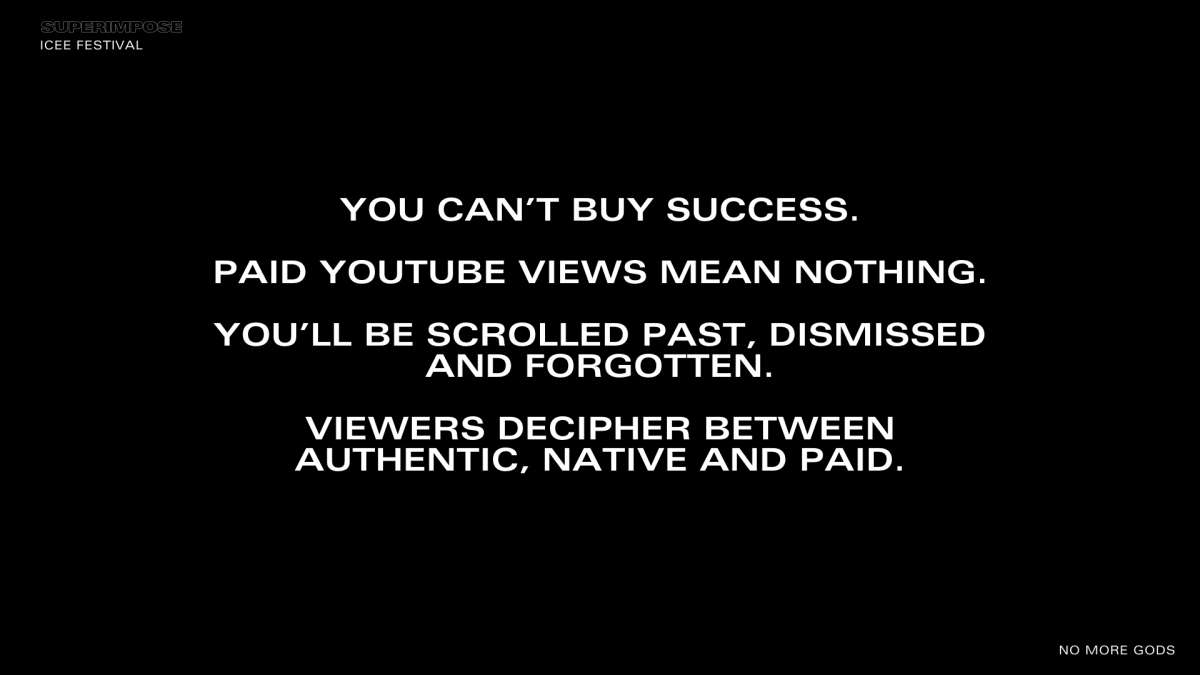 SUPERIMPOSE
ICEE FESTIVAL
YOU CAN’T BUY SUCCESS.
PAID YOUTUBE VIEWS MEAN NOTHING.
YOU’LL BE SCROLLED PAST, DISMISSED
AND FORGOTTEN.
VIEWERS DECIPHER BETWEEN
AUTHENTIC, NATIVE AND PAID.
NO MORE GODS